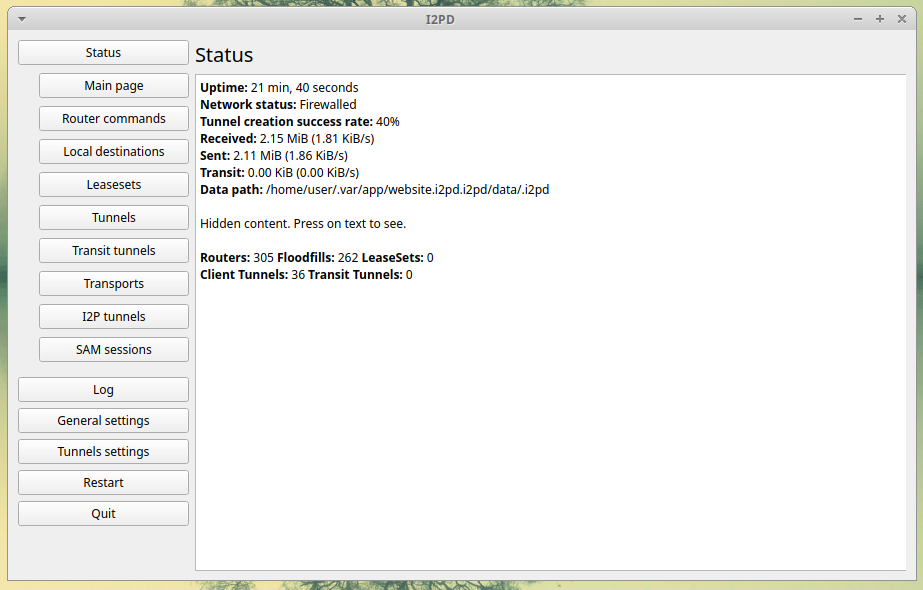 I2PD
Status
Main page
Router commands
Local destinations
Leasesets
Tunnels
Transit tunnels
Transports
I2P tunnels
SAM sessions
Log
General settings
Tunnels settings
Restart
Quit
Status
Uptime: 21 min, 40 seconds
Network status: Firewalled
Tunnel creation success rate: 40%
Received: 2.15 MiB (1.81 KiB/s)
Sent: 2.11 MiB (1.86 KiB/s)
Transit: 0.00 KiB (0.00 KiB/s)
Data path: /home/user/.var/app/website.i2pd.i2pd/data/.i2pd
Hidden content. Press on text to see.
Routers: 305 Floodfills: 262 LeaseSets: 0
Client Tunnels: 36 Transit Tunnels: 0